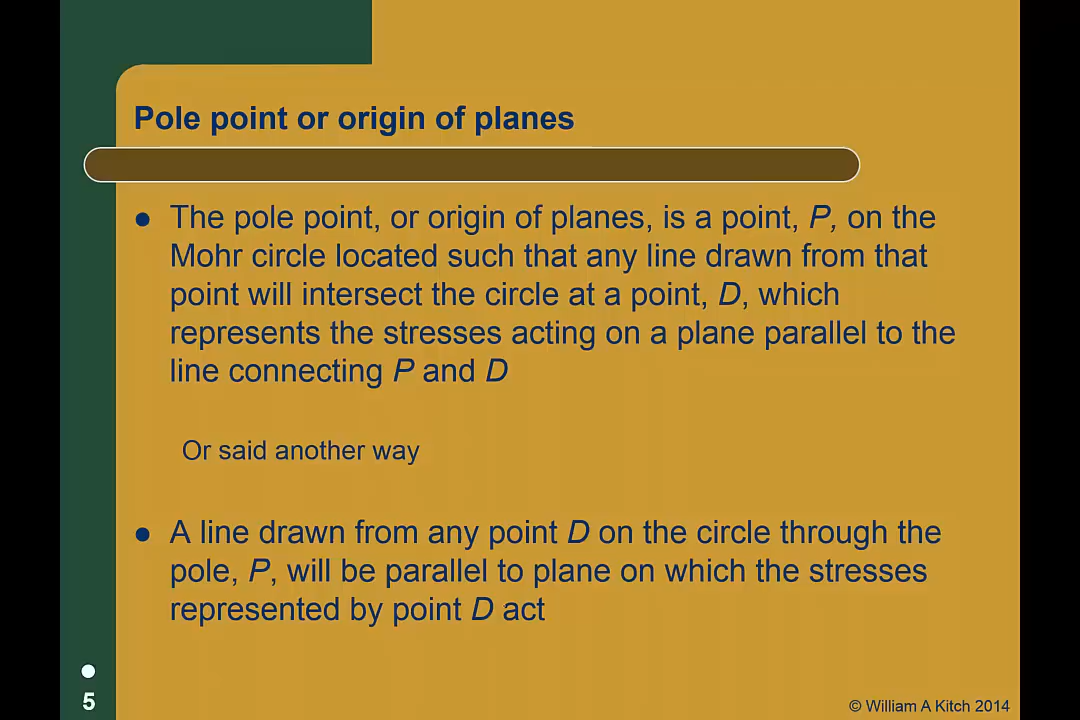 Pole point or origin of planes
The pole point, or origin of planes, is a point, P, on the
Mohr circle located such that any line drawn from that
point will intersect the circle at a point, D, which
represents the stresses acting on a plane parallel to the
line connecting P and D
Or said another way
A line drawn from any point D on the circle through the
pole, P, will be parallel to plane on which the stresses
represented by point D act
5
© William A Kitch 2014